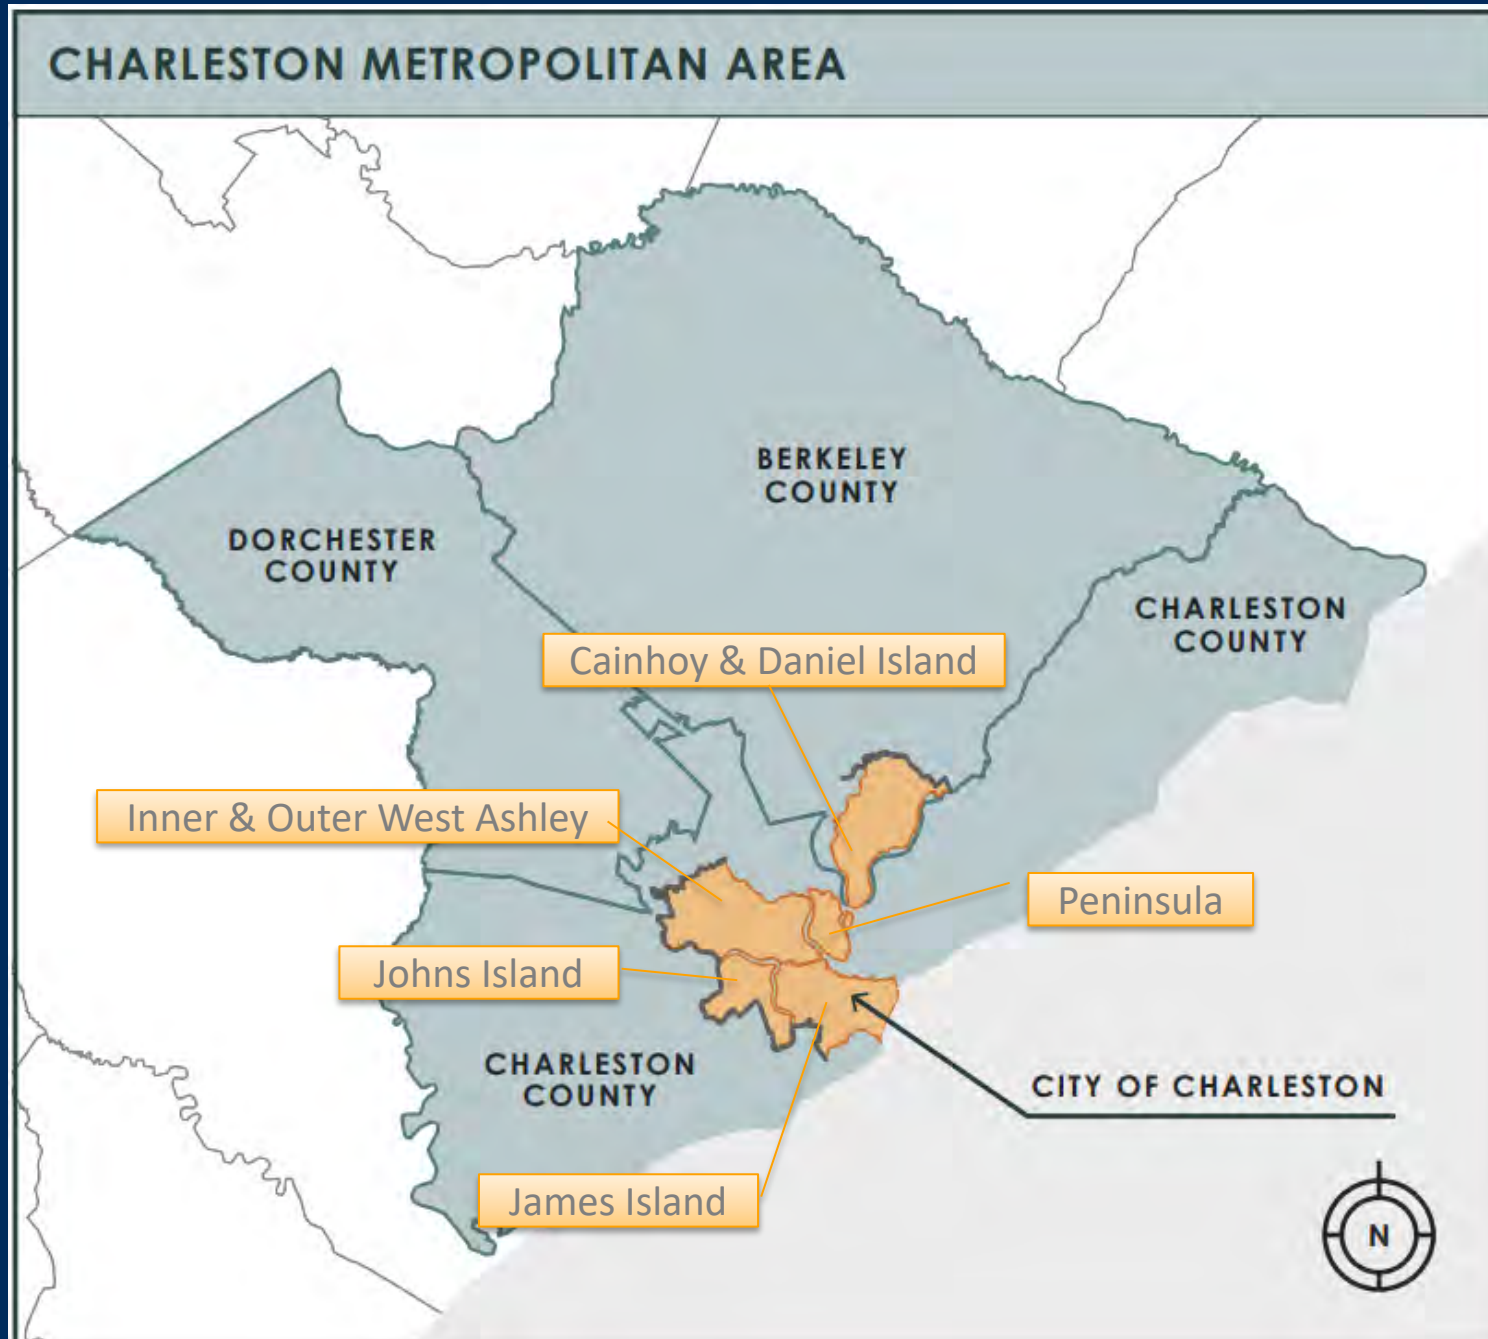 CHARLESTON METROPOLITAN AREA
BERKELEY
COUNTY
DORCHESTER
COUNTY
CHARLESTON
COUNTY
Cainhoy & Daniel Island
Inner & Outer West Ashley
Peninsula
Johns Island
CHARLESTON
COUNTY
CITY OF CHARLESTON
James Island
N